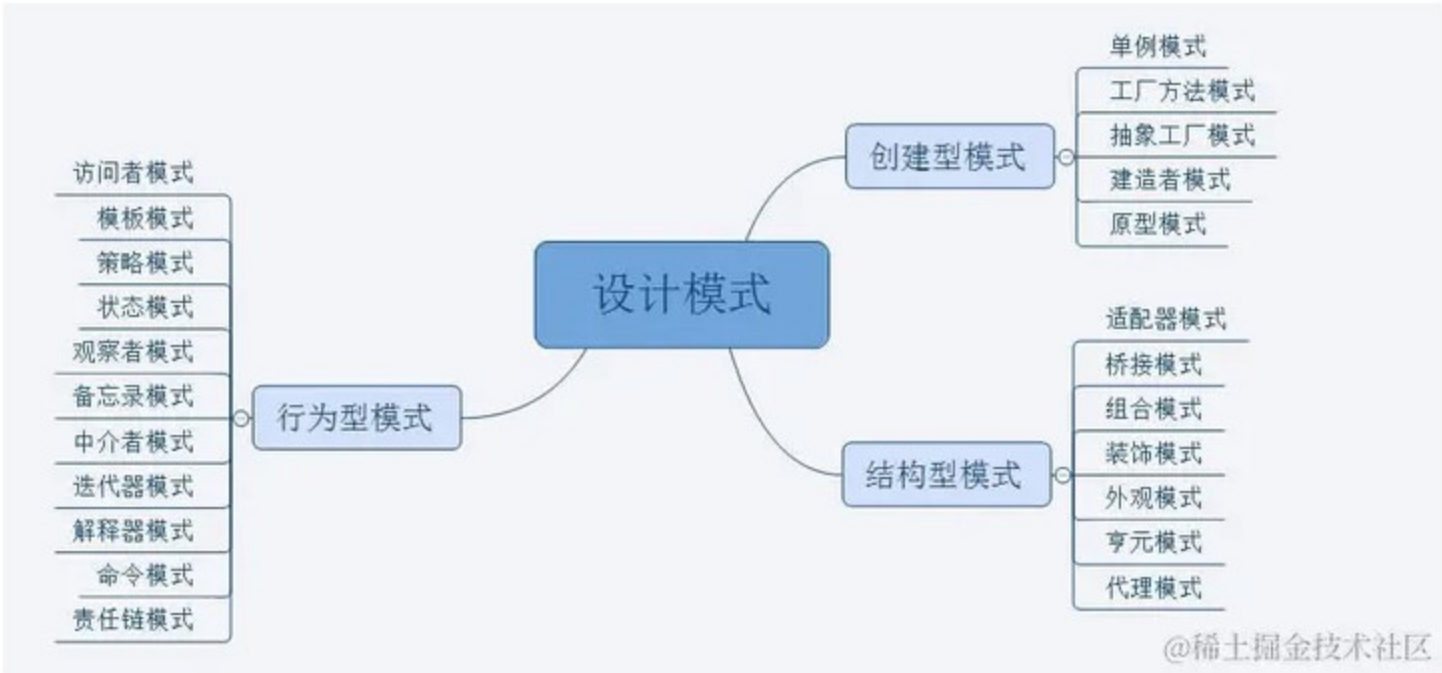 设计模式
创建型模式
单例模式
工厂方法模式
抽象工厂模式
建造者模式
原型模式
结构型模式
适配器模式
桥接模式
组合模式
装饰模式
外观模式
亨元模式
代理模式
行为型模式
访问者模式
模板模式
策略模式
状态模式
观察者模式
备忘录模式
中介者模式
迭代器模式
解释器模式
命令模式
责任链模式
@稀土掘金技术社区